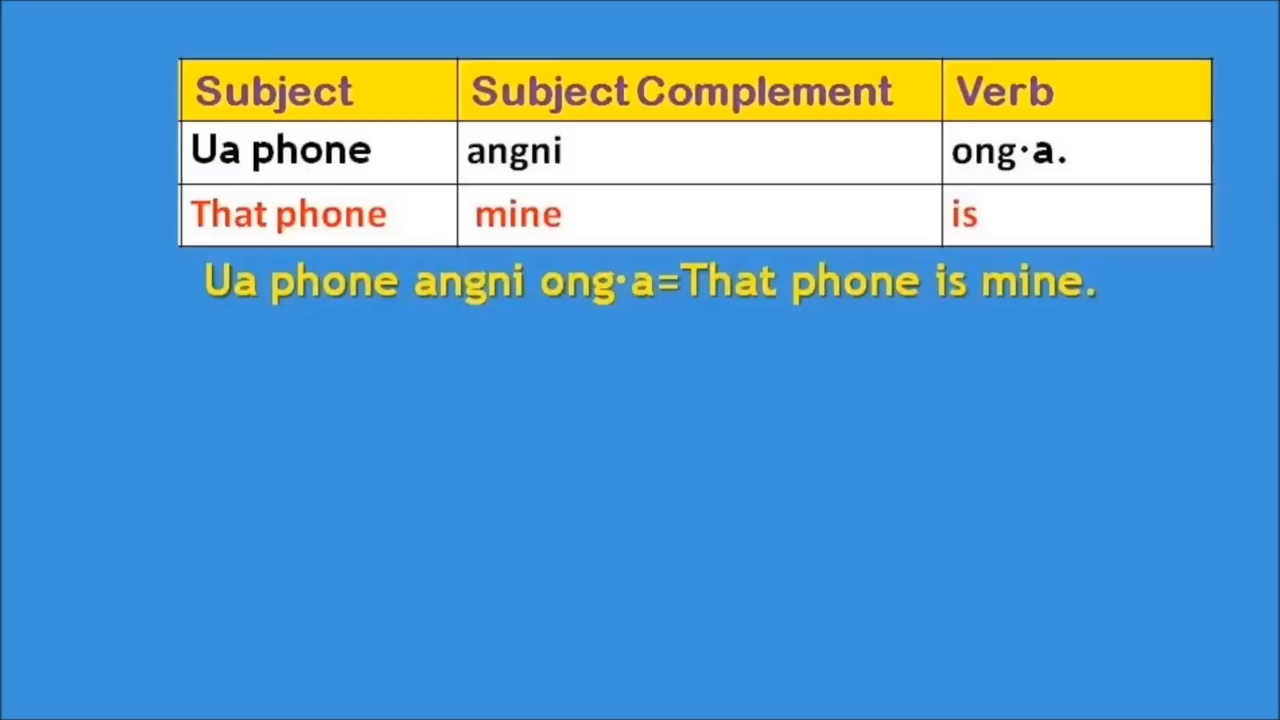 Subject Subject Complement Verb
Ua phone angni ong·a.
That phone mine is
Ua phone angni ong·a=That phone is mine.